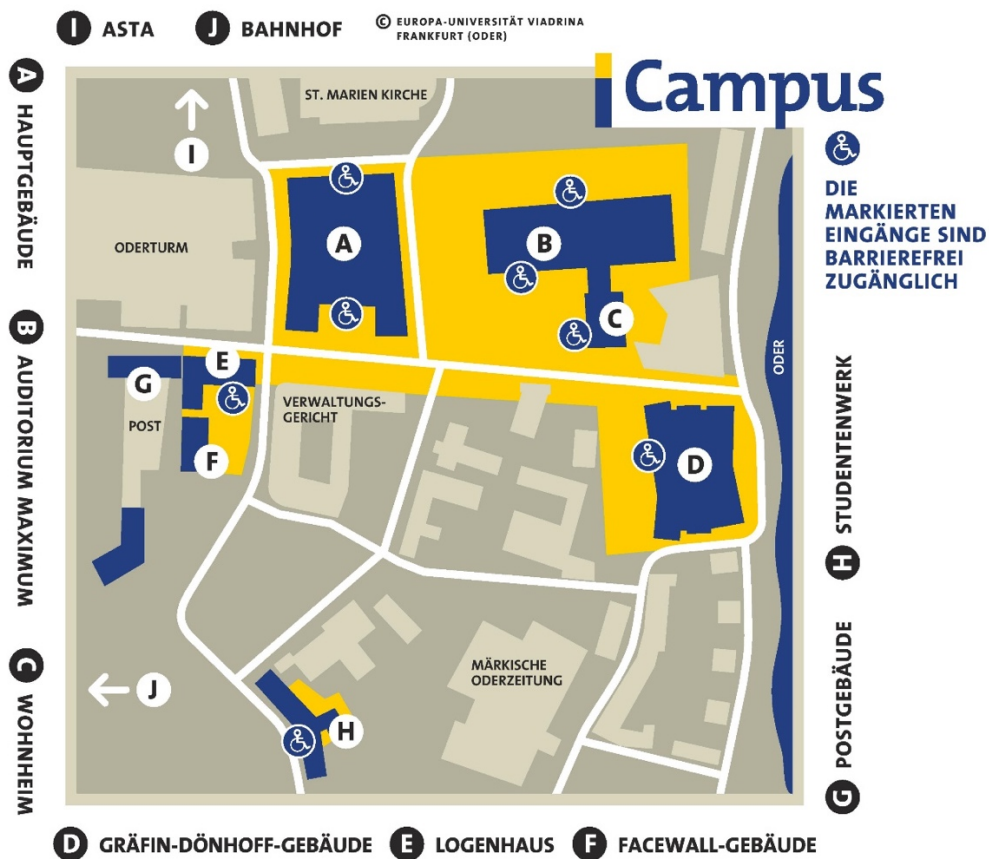 I ASTA
J BAHNHOF
© EUROPA-UNIVERSITÄT VIADRINA
FRANKFURT (ODER)
Campus
A HAUPTGEBÄUDE
B AUDITORIUM MAXIMUM
C WOHNHEIM
ST. MARIEN KIRCHE
I
ODERTURM
A
B
C
DIE
MARKIERTEN
EINGÄNGE SIND
BARRIEREFREI
ZUGÄNGLICH
ODER
E
G
VERWALTUNGS-
GERICHT
POST
F
D
MÄRKISCHE
ODERZEITUNG
J
H
H STUDENTENWERK
G POSTGEBÄUDE
D GRÄFIN-DÖNHOFF-GEBÄUDE
E LOGENHAUS
F FACEWALL-GEBÄUDE